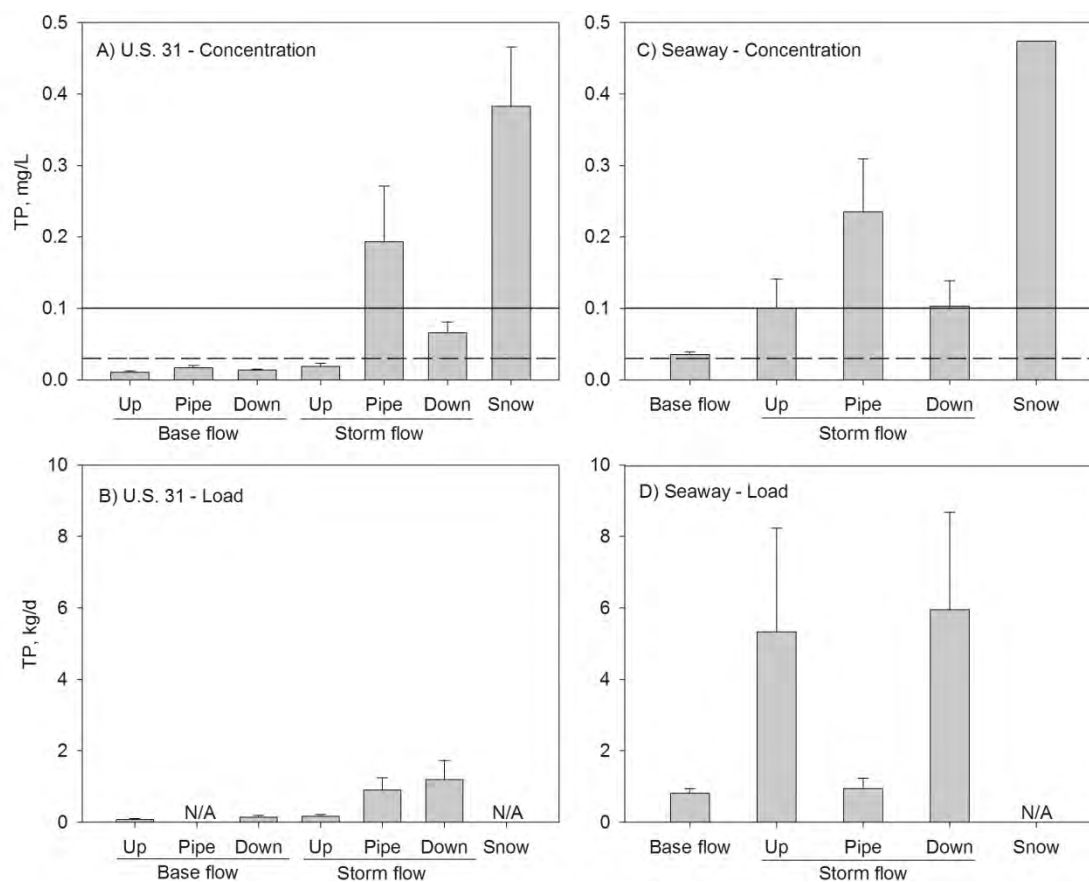 A) U.S. 31 - Concentration
TP, mg/L
0.5
0.4
0.3
0.2
0.1
0.0
Up Pipe Down Up Pipe Down Snow
Base flow Storm flow
C) Seaway - Concentration
0.5
0.4
0.3
0.2
0.1
0.0
Base flow Up Pipe Down Snow
Storm flow
B) U.S. 31 - Load
TP, kg/d
10
8
6
4
2
0
N/A N/A
Up Pipe Down Up Pipe Down Snow
Base flow Storm flow
D) Seaway - Load
10
8
6
4
2
0
N/A
Base flow Up Pipe Down Snow
Storm flow